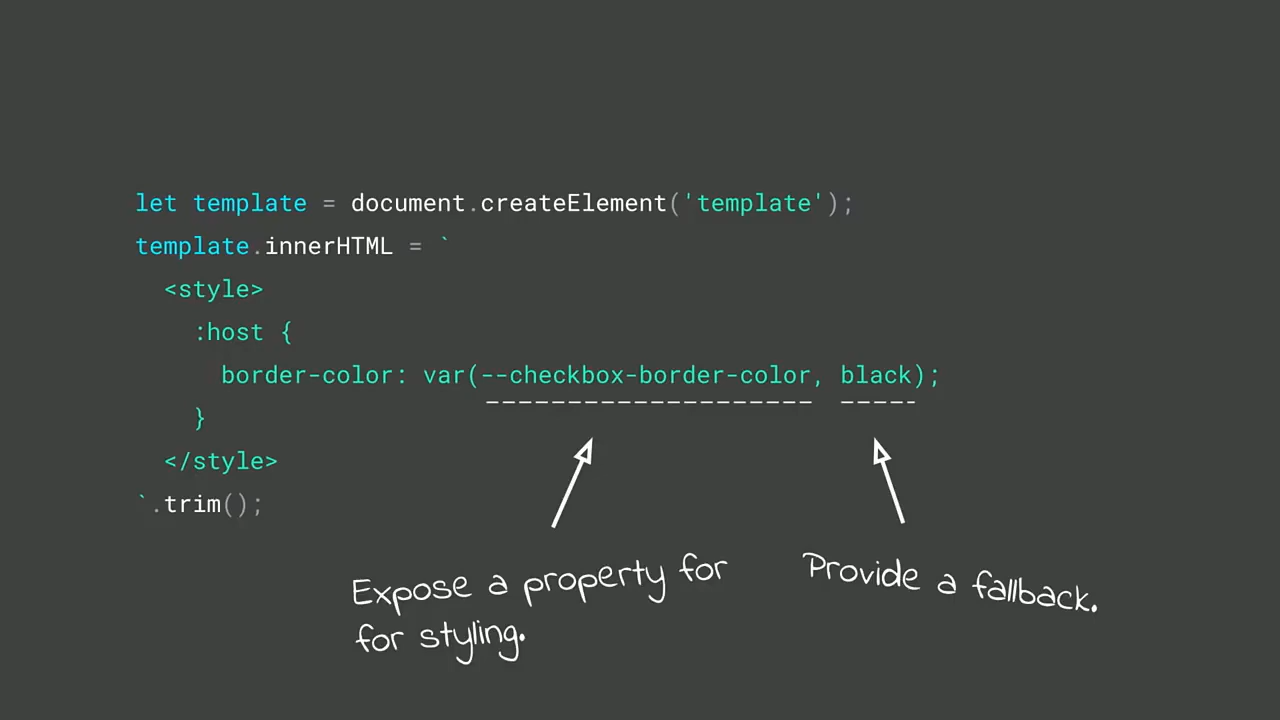 let template = document.createElement('template');
template.innerHTML = `
<style>
:host {
border-color: var(--checkbox-border-color, black);
}
</style>
`.trim();
Expose a property for
for styling.
Provide a fallback.